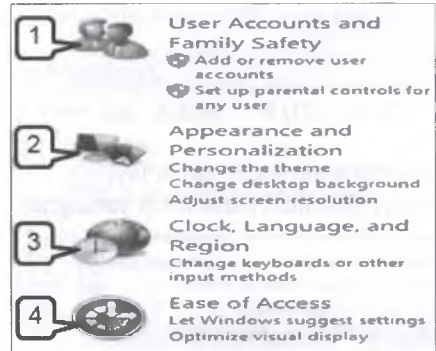 1
User Accounts and
Family Safety
Add or remove user
accounts
Set up parental controls for
any user
2
Appearance and
Personalization
Change the theme
Change desktop background
Adjust screen resolution
3
Clock, Language, and
Region
Change keyboards or other
input methods
4
Ease of Access
Let Windows suggest settings
Optimize visual display